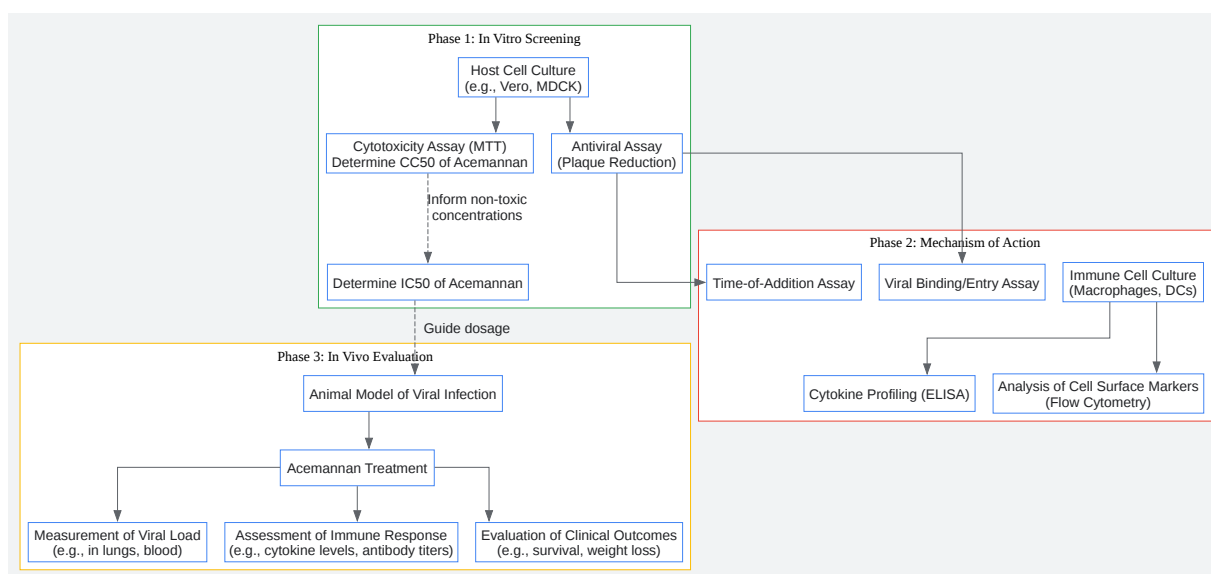 Phase 1: In Vitro Screening
Host Cell Culture
(e.g., Vero, MDCK)
Cytotoxicity Assay (MTT)
Determine CC50 of Acemannan
Antiviral Assay
(Plaque Reduction)
Inform non-toxic
concentrations
Determine IC50 of Acemannan
Phase 2: Mechanism of Action
Time-of-Addition Assay
Viral Binding/Entry Assay
Immune Cell Culture
(Macrophages, DCs)
Cytokine Profiling (ELISA)
Analysis of Cell Surface Markers
(Flow Cytometry)
Guide dosage
Phase 3: In Vivo Evaluation
Animal Model of Viral Infection
Acemannan Treatment
Measurement of Viral Load
(e.g., in lungs, blood)
Assessment of Immune Response
(e.g., cytokine levels, antibody titers)
Evaluation of Clinical Outcomes
(e.g., survival, weight loss)